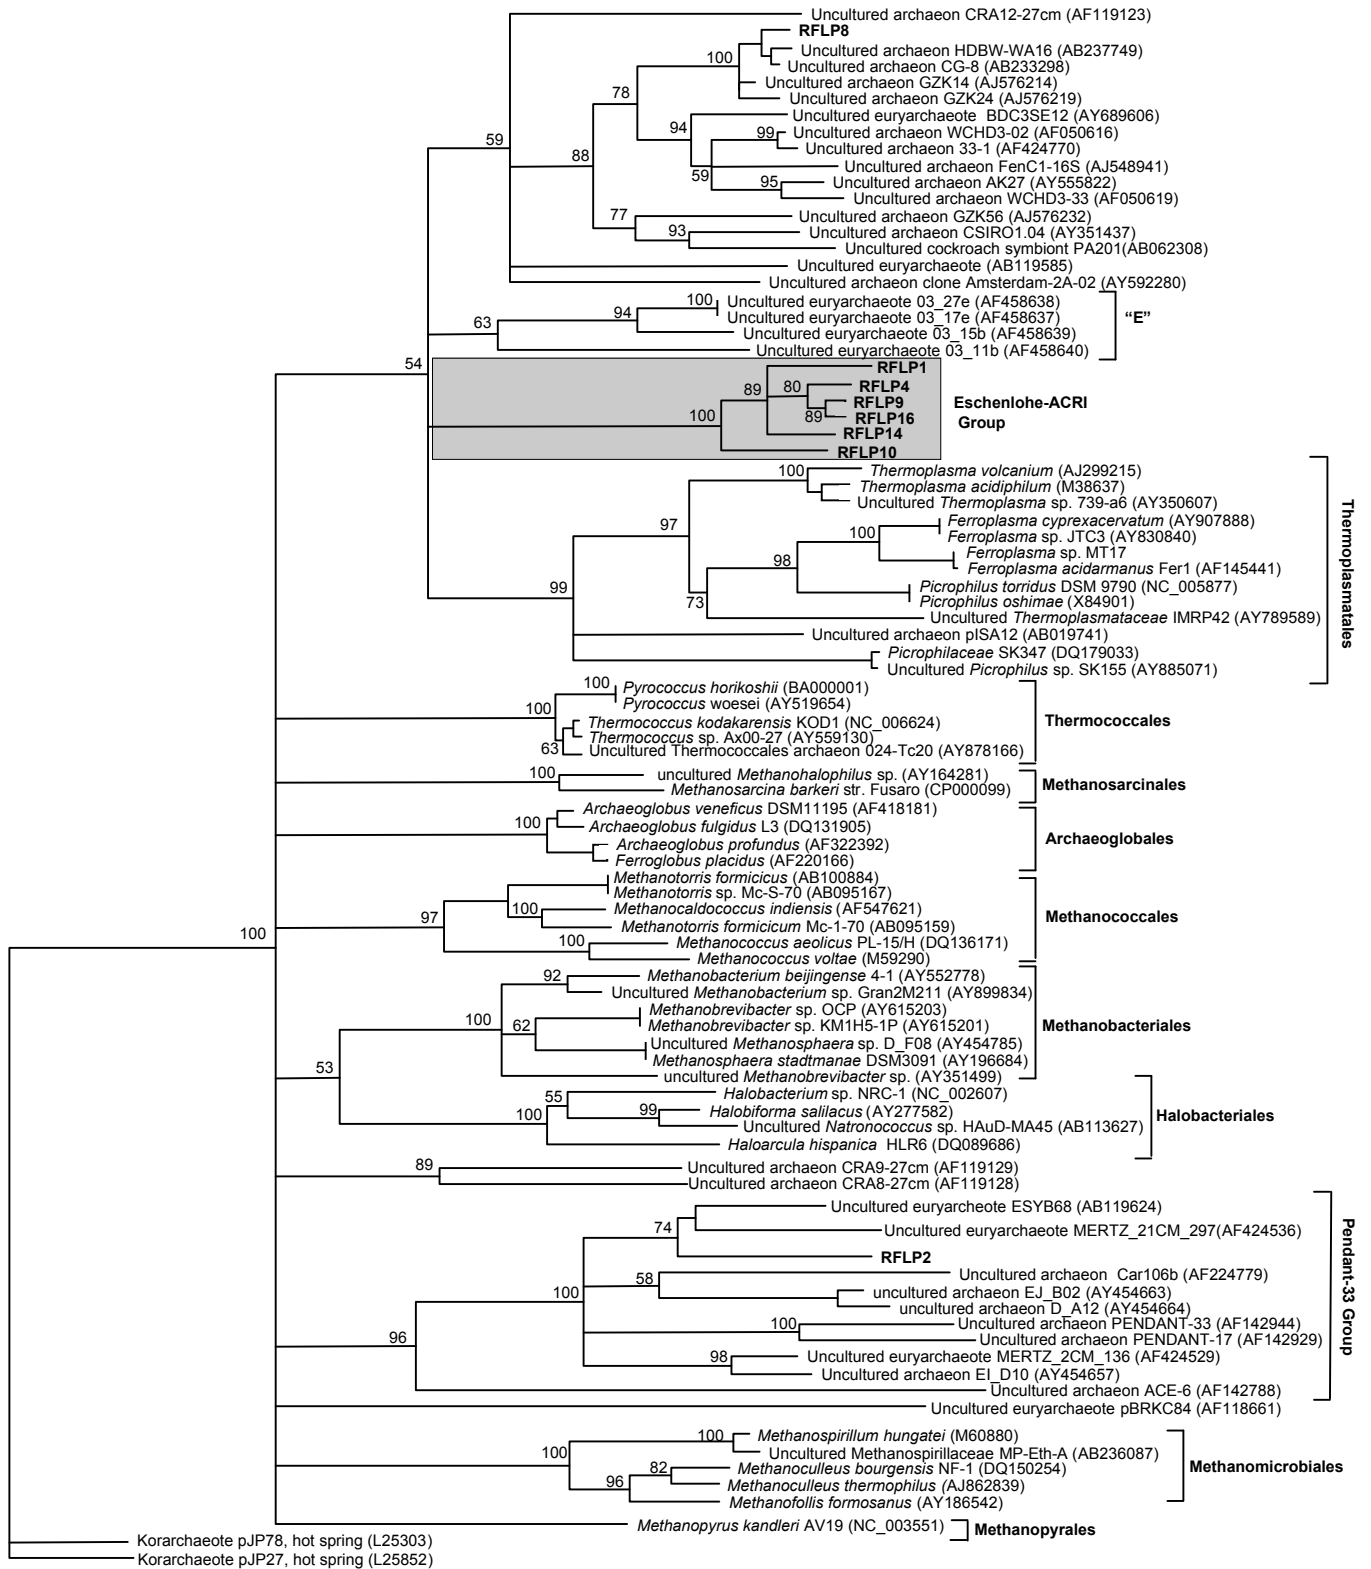 Uncultured archaeon CRA12-27cm (AF119123)
RFLP8
Uncultured archaeon HDBW-WA16 (AB237749)
100
Uncultured archaeon CG-8 (AB233298)
Uncultured archaeon GZK14 (AJ576214)
78
Uncultured archaeon GZK24 (AJ576219)
Uncultured euryarchaeote BDC3SE12 (AY689606)
94
99
Uncultured archaeon WCHD3-02 (AF050616)
59
Uncultured archaeon 33-1 (AF424770)
88
Uncultured archaeon FenC1-16S (AJ548941)
59
95
Uncultured archaeon AK27 (AY555822)
Uncultured archaeon WCHD3-33 (AF050619)
77
Uncultured archaeon GZK56 (AJ576232)
93
Uncultured archaeon CSIRO1.04 (AY351437)
Uncultured cockroach symbiont PA201(AB062308)
Uncultured euryarchaeote (AB119585)
Uncultured archaeon clone Amsterdam-2A-02 (AY592280)
100
Uncultured euryarchaeote 03_27e (AF458638)
94
Uncultured euryarchaeote 03_17e (AF458637)
“E”
63
Uncultured euryarchaeote 03_15b (AF458639)
Uncultured euryarchaeote 03_11b (AF458640)
54
RFLP1
89
80
RFLP4
RFLP9
Eschenlohe-ACRI
Group
100
89
RFLP16
RFLP14
RFLP10
100
Thermoplasma volcanium (AJ299215)
Thermoplasma acidiphilum (M38637)
Uncultured Thermoplasma sp. 739-a6 (AY350607)
97
Ferroplasma cyprexacervatum (AY907888)
100
Ferroplasma sp. JTC3 (AY830840)
Ferroplasma sp. MT17
98
Ferroplasma acidarmanus Fer1 (AF145441)
99
Picrophilus torridus DSM 9790 (NC_005877)
73
Picrophilus oshimae (X84901)
Uncultured Thermoplasmataceae IMRP42 (AY789589)
Uncultured archaeon pISA12 (AB019741)
Picrophilaceae SK347 (DQ179033)
Uncultured Picrophilus sp. SK155 (AY885071)
Thermoplasmatales
100
Pyrococcus horikoshii (BA000001)
100
Pyrococcus woesei (AY519654)
Thermococcus kodakarensis KOD1 (NC_006624)
Thermococcales
Thermococcus sp. Ax00-27 (AY559130)
63
Uncultured Thermococcales archaeon 024-Tc20 (AY878166)
100
uncultured Methanohalophilus sp. (AY164281)
Methanosarcina barkeri str. Fusaro (CP000099)
Methanosarcinales
Archaeoglobus veneficus DSM11195 (AF418181)
100
Archaeoglobus fulgidus L3 (DQ131905)
Archaeoglobales
Archaeoglobus profundus (AF322392)
Ferroglobus placidus (AF220166)
Methanotorris formicicus (AB100884)
Methanotorris sp. Mc-S-70 (AB095167)
97
100
Methanocaldococcus indiensis (AF547621)
Methanococcales
Methanotorris formicicum Mc-1-70 (AB095159)
100
100
Methanococcus aeolicus PL-15/H (DQ136171)
Methanococcus voltae (M59290)
92
Methanobacterium beijingense 4-1 (AY552778)
Uncultured Methanobacterium sp. Gran2M211 (AY899834)
100
62
Methanobrevibacter sp. OCP (AY615203)
Methanobrevibacter sp. KM1H5-1P (AY615201)
Methanobacteriales
Uncultured Methanosphaera sp. D_F08 (AY454785)
Methanosphaera stadtmanae DSM3091 (AY196684)
53
uncultured Methanobrevibacter sp. (AY351499)
55
Halobacterium sp. NRC-1 (NC_002607)
100
99
Halobiforma salilacus (AY277582)
Halobacteriales
Uncultured Natronococcus sp. HAuD-MA45 (AB113627)
Haloarcula hispanica HLR6 (DQ089686)
89
Uncultured archaeon CRA9-27cm (AF119129)
Uncultured archaeon CRA8-27cm (AF119128)
Uncultured euryarcheote ESYB68 (AB119624)
74
Uncultured euryarchaeote MERTZ_21CM_297(AF424536)
RFLP2
58
Uncultured archaeon Car106b (AF224779)
100
uncultured archaeon EJ_B02 (AY454663)
uncultured archaeon D_A12 (AY454664)
100
Uncultured archaeon PENDANT-33 (AF142944)
96
Uncultured archaeon PENDANT-17 (AF142929)
98
Uncultured euryarchaeote MERTZ_2CM_136 (AF424529)
Uncultured archaeon EI_D10 (AY454657)
Uncultured archaeon ACE-6 (AF142788)
Pendant-33 Group
Uncultured euryarchaeote pBRKC84 (AF118661)
100
Methanospirillum hungatei (M60880)
100
Uncultured Methanospirillaceae MP-Eth-A (AB236087)
82
Methanoculleus bourgensis NF-1 (DQ150254)
Methanomicrobiales
96
Methanoculleus thermophilus (AJ862839)
Methanofollis formosanus (AY186542)
Methanopyrus kandleri AV19 (NC_003551)
Methanopyrales
Korarchaeote pJP78, hot spring (L25303)
Korarchaeote pJP27, hot spring (L25852)